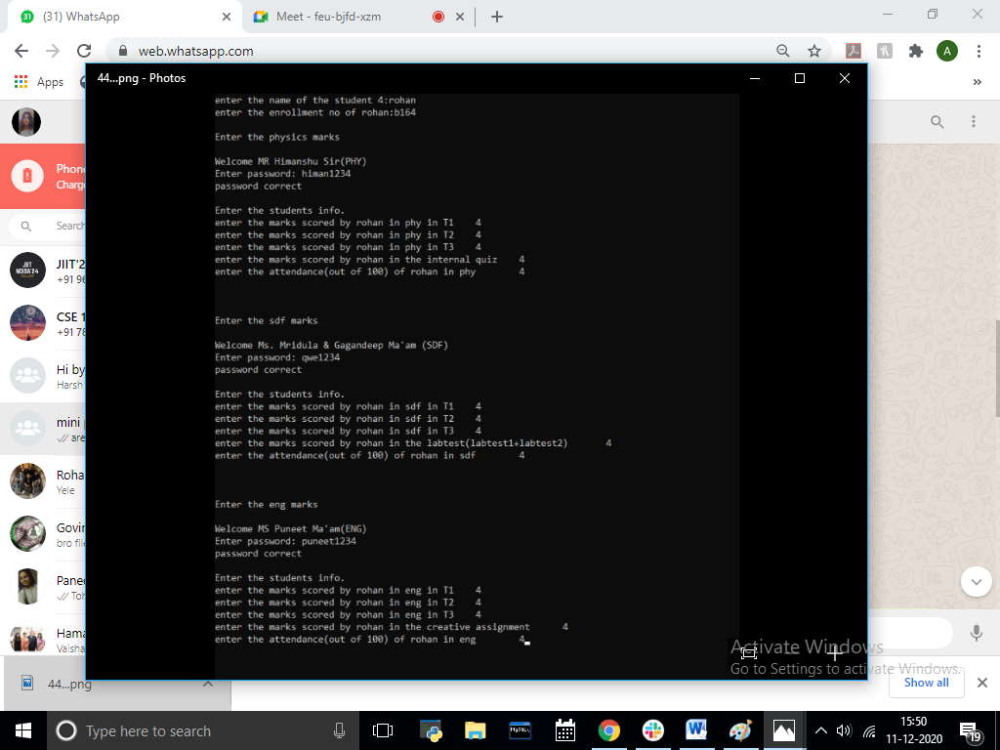 (31) WhatsApp
Meet - feu-bjfd-xzm
web.whatsapp.com
Apps
44...png - Photos
enter the name of the student 4:rohan
enter the enrollment no of rohan:b164
Enter the physics marks
Welcome MR Himanshu Sir(PHY)
Enter password: himan1234
password correct
Enter the students info.
enter the marks scored by rohan in phy in T1 4
enter the marks scored by rohan in phy in T2 4
enter the marks scored by rohan in phy in T3 4
enter the marks scored by rohan in the internal quiz 4
enter the attendance(out of 100) of rohan in phy 4
Enter the sdf marks
Welcome Ms. Mridula & Gagandeep Ma'am (SDF)
Enter password: qwe1234
password correct
Enter the students info.
enter the marks scored by rohan in sdf in T1 4
enter the marks scored by rohan in sdf in T2 4
enter the marks scored by rohan in sdf in T3 4
enter the marks scored by rohan in the labtest(labtest1+labtest2) 4
enter the attendance(out of 100) of rohan in sdf 4
Enter the eng marks
Welcome MS Puneet Ma'am(ENG)
Enter password: puneet1234
password correct
Enter the students info.
enter the marks scored by rohan in eng in T1 4
enter the marks scored by rohan in eng in T2 4
enter the marks scored by rohan in eng in T3 4
enter the marks scored by rohan in the creative assignment 4
enter the attendance(out of 100) of rohan in eng 4
Phone
Charg
Search
JIIT'2
+91 96
CSE 1
+91 78
Hi by
Harsh
mini
are
Roha
Yele
Govin
bro file
Pane
Toh
Hama
Vaisha
Activate Windows
Go to Settings to activate Windows.
44...png
Show all
Type here to search
15:50
11-12-2020
19